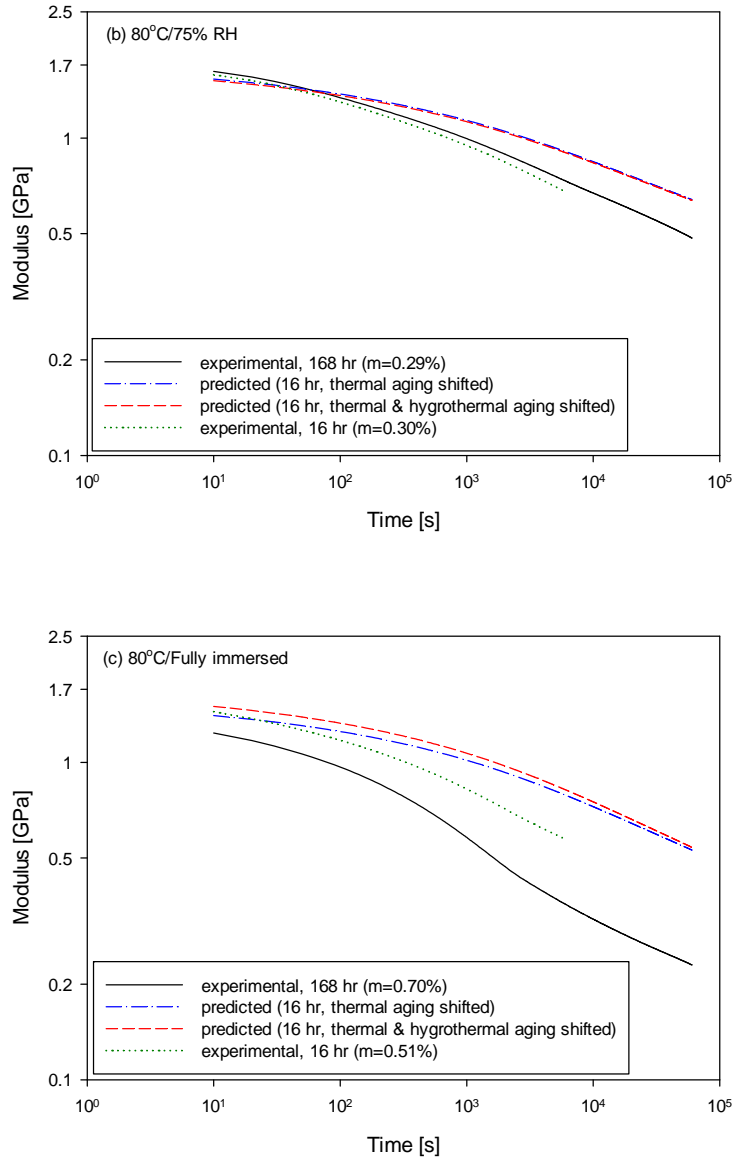 2.5
(b) 80°C/75% RH
1.7
1
Modulus [GPa]
0.5
0.2
experimental, 168 hr (m=0.29%)
predicted (16 hr, thermal aging shifted)
predicted (16 hr, thermal & hygrothermal aging shifted)
experimental, 16 hr (m=0.30%)
0.1
10⁰ 10¹ 10² 10³ 10⁴ 10⁵
Time [s]
2.5
(c) 80°C/Fully immersed
1.7
1
Modulus [GPa]
0.5
0.2
experimental, 168 hr (m=0.70%)
predicted (16 hr, thermal aging shifted)
predicted (16 hr, thermal & hygrothermal aging shifted)
experimental, 16 hr (m=0.51%)
0.1
10⁰ 10¹ 10² 10³ 10⁴ 10⁵
Time [s]